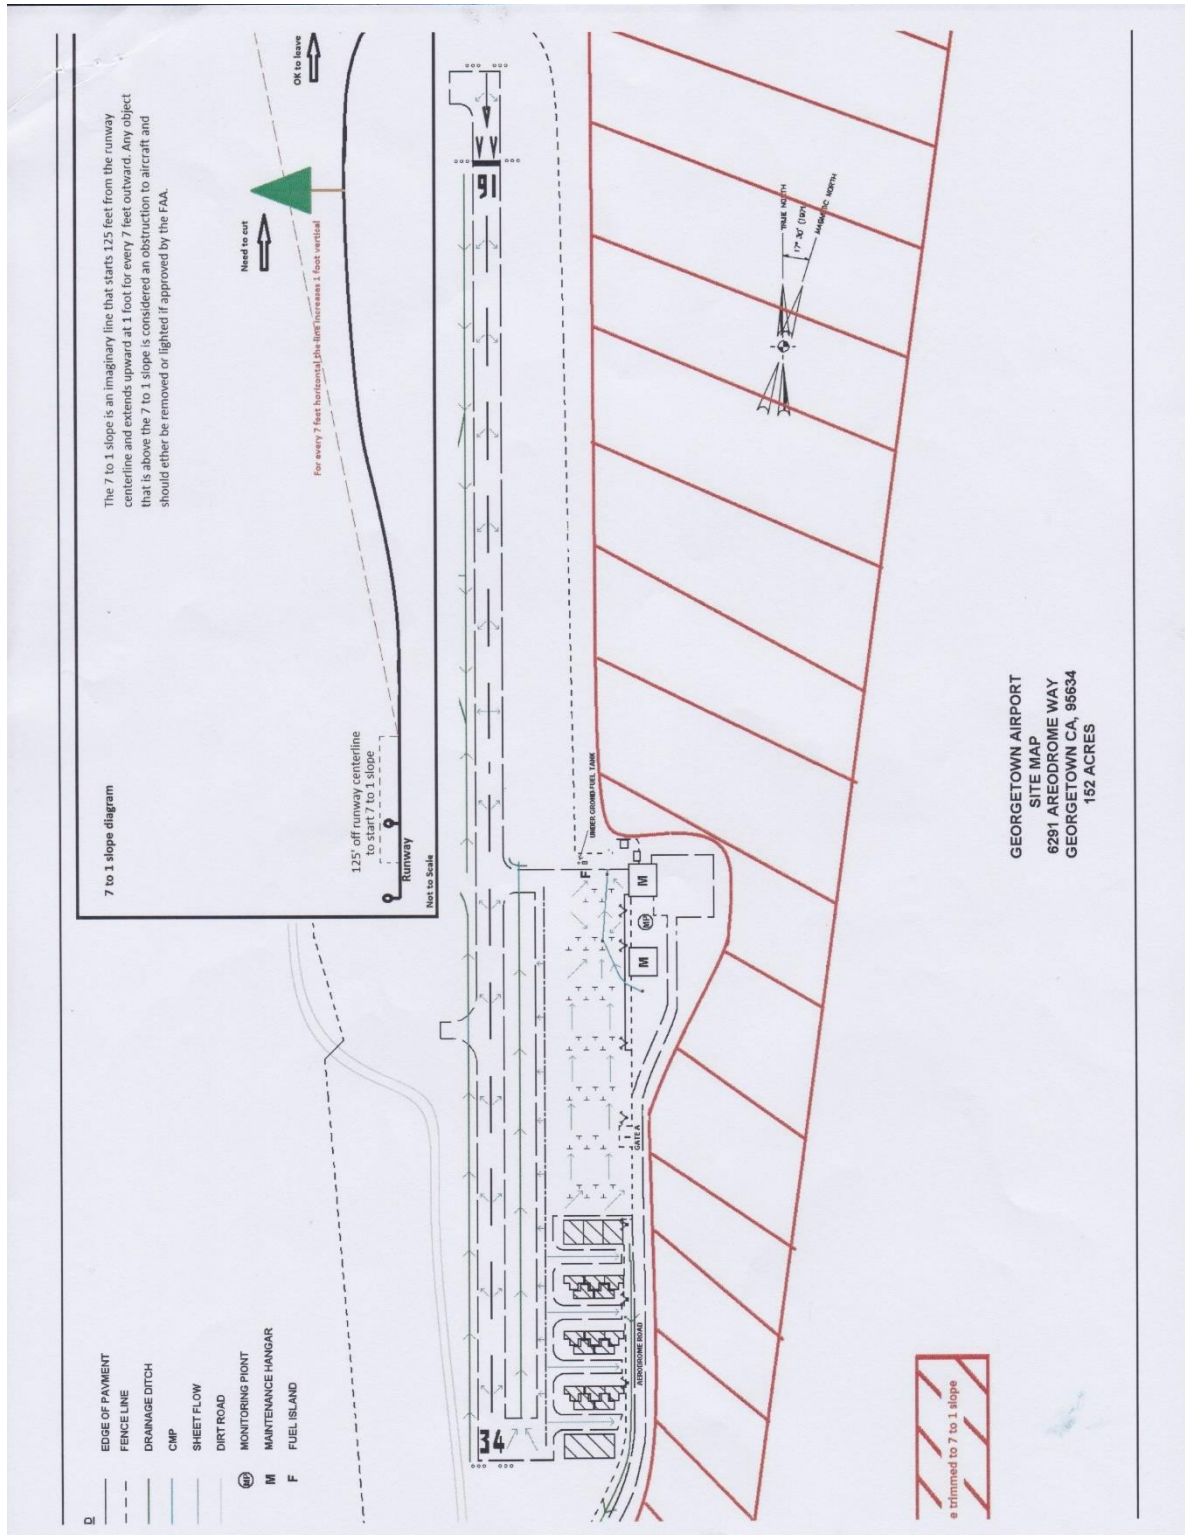 7 to 1 slope diagram
The 7 to 1 slope is an imaginary line that starts 125 feet from the runway
centerline and extends upward at 1 foot for every 7 feet outward. Any object
that is above the 7 to 1 slope is considered an obstruction to aircraft and
should ether be removed or lighted if approved by the FAA.
Need to cut
OK to leave
For every 7 feet horizontal the line increases 1 foot vertical
125' off runway centerline
to start 7 to 1 slope
Runway
Not to Scale
D
EDGE OF PAVMENT
FENCE LINE
DRAINAGE DITCH
CMP
SHEET FLOW
DIRT ROAD
MP MONITORING PIONT
M MAINTENANCE HANGAR
F FUEL ISLAND
34
16
UNDER GROND FUEL TANK
F
M
MP
M
GATE A
AERODROME ROAD
TRUE NORTH
17° 30' (1971
MAGNETIC NORTH
GEORGETOWN AIRPORT
SITE MAP
6291 AREODROME WAY
GEORGETOWN CA, 95634
152 ACRES
e trimmed to 7 to 1 slope